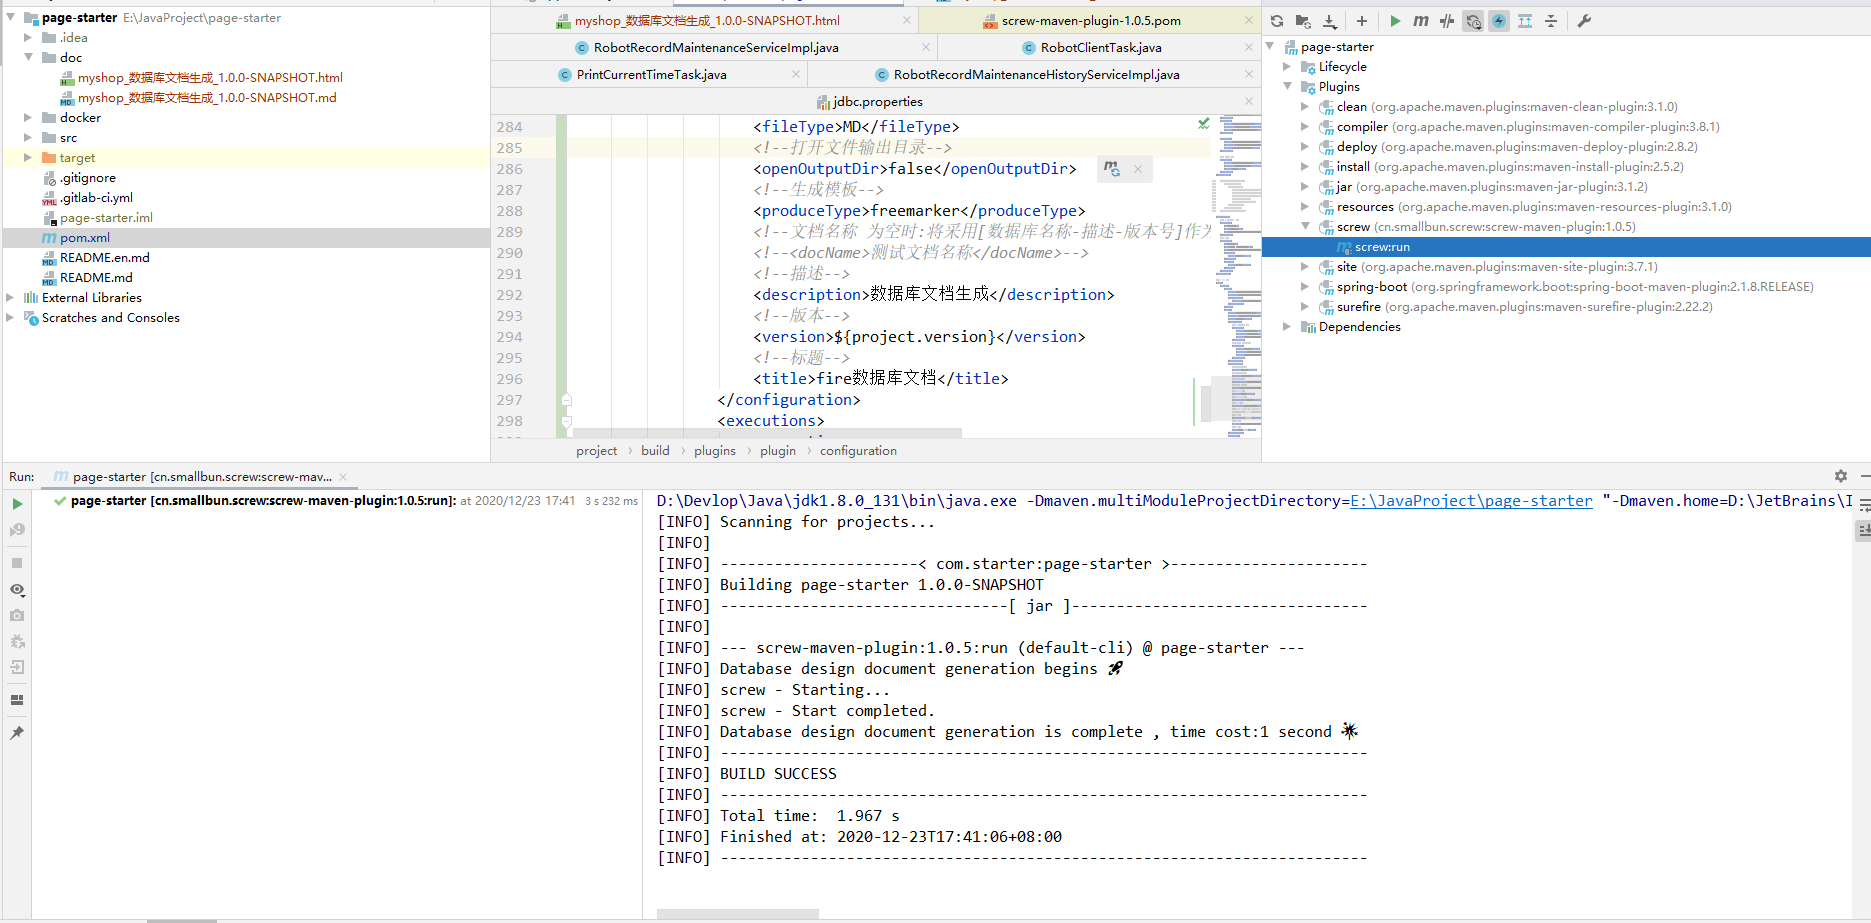 page-starter E:\JavaProject\page-starter
.idea
doc
myshop_数据库文档生成_1.0.0-SNAPSHOT.html
myshop_数据库文档生成_1.0.0-SNAPSHOT.md
docker
src
target
.gitignore
.gitlab-ci.yml
page-starter.iml
pom.xml
README.en.md
README.md
External Libraries
Scratches and Consoles
myshop_数据库文档生成_1.0.0-SNAPSHOT.html
screw-maven-plugin-1.0.5.pom
RobotRecordMaintenanceServiceImpl.java
RobotClientTask.java
PrintCurrentTimeTask.java
RobotRecordMaintenanceHistoryServiceImpl.java
jdbc.properties
284 <fileType>MD</fileType>
285 <!--打开文件输出目录-->
286 <openOutputDir>false</openOutputDir>
287 <!--生成模板-->
288 <produceType>freemarker</produceType>
289 <!--文档名称 为空时:将采用[数据库名称-描述-版本号]作为
290 <!--<docName>测试文档名称</docName>-->
291 <!--描述-->
292 <description>数据库文档生成</description>
293 <!--版本-->
294 <version>${project.version}</version>
295 <!--标题-->
296 <title>fire数据库文档</title>
297 </configuration>
298 <executions>
project › build › plugins › plugin › configuration
page-starter
Lifecycle
Plugins
clean (org.apache.maven.plugins:maven-clean-plugin:3.1.0)
compiler (org.apache.maven.plugins:maven-compiler-plugin:3.8.1)
deploy (org.apache.maven.plugins:maven-deploy-plugin:2.8.2)
install (org.apache.maven.plugins:maven-install-plugin:2.5.2)
jar (org.apache.maven.plugins:maven-jar-plugin:3.1.2)
resources (org.apache.maven.plugins:maven-resources-plugin:3.1.0)
screw (cn.smallbun.screw:screw-maven-plugin:1.0.5)
screw:run
site (org.apache.maven.plugins:maven-site-plugin:3.7.1)
spring-boot (org.springframework.boot:spring-boot-maven-plugin:2.1.8.RELEASE)
surefire (org.apache.maven.plugins:maven-surefire-plugin:2.22.2)
Dependencies
Run: page-starter [cn.smallbun.screw:screw-mav...
page-starter [cn.smallbun.screw:screw-maven-plugin:1.0.5:run]: at 2020/12/23 17:41 3 s 232 ms
D:\Devlop\Java\jdk1.8.0_131\bin\java.exe -Dmaven.multiModuleProjectDirectory=E:\JavaProject\page-starter "-Dmaven.home=D:\JetBrains\I
[INFO] Scanning for projects...
[INFO]
[INFO] ----------------------< com.starter:page-starter >----------------------
[INFO] Building page-starter 1.0.0-SNAPSHOT
[INFO] --------------------------------[ jar ]---------------------------------
[INFO]
[INFO] --- screw-maven-plugin:1.0.5:run (default-cli) @ page-starter ---
[INFO] Database design document generation begins 🚀
[INFO] screw - Starting...
[INFO] screw - Start completed.
[INFO] Database design document generation is complete , time cost:1 second 🎇
[INFO] ------------------------------------------------------------------------
[INFO] BUILD SUCCESS
[INFO] ------------------------------------------------------------------------
[INFO] Total time:  1.967 s
[INFO] Finished at: 2020-12-23T17:41:06+08:00
[INFO] ------------------------------------------------------------------------